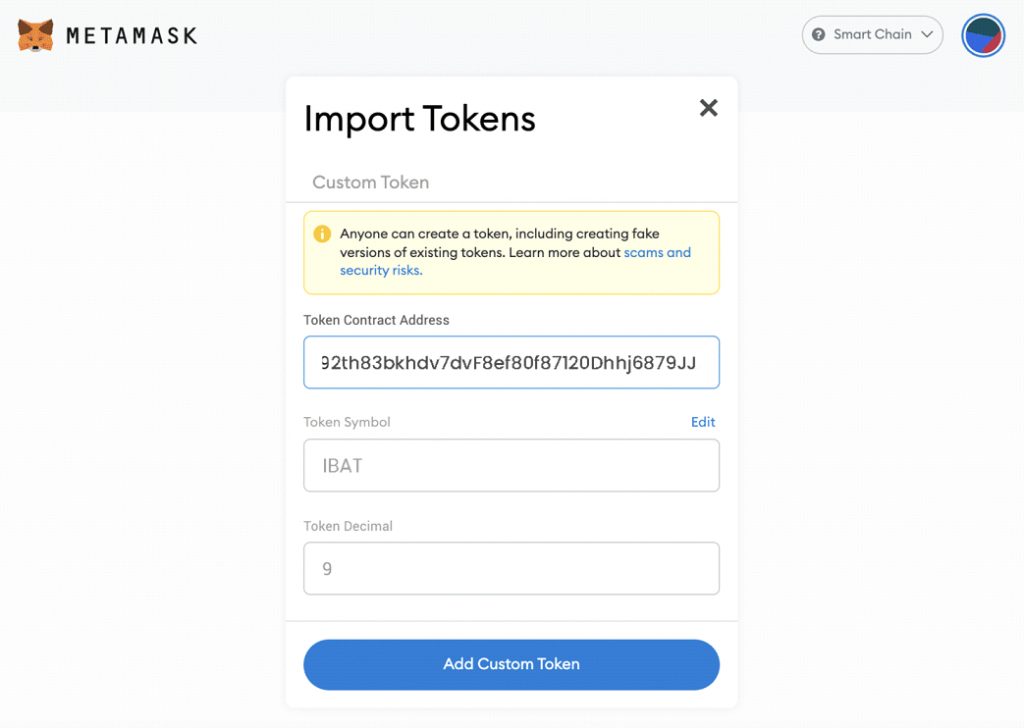 METAMASK
Smart Chain
Import Tokens
Custom Token
Anyone can create a token, including creating fake
versions of existing tokens. Learn more about scams and
security risks.
Token Contract Address
92th83bkhdv7dvF8ef80f87120Dhhj6879JJ
Token Symbol
Edit
IBAT
Token Decimal
9
Add Custom Token